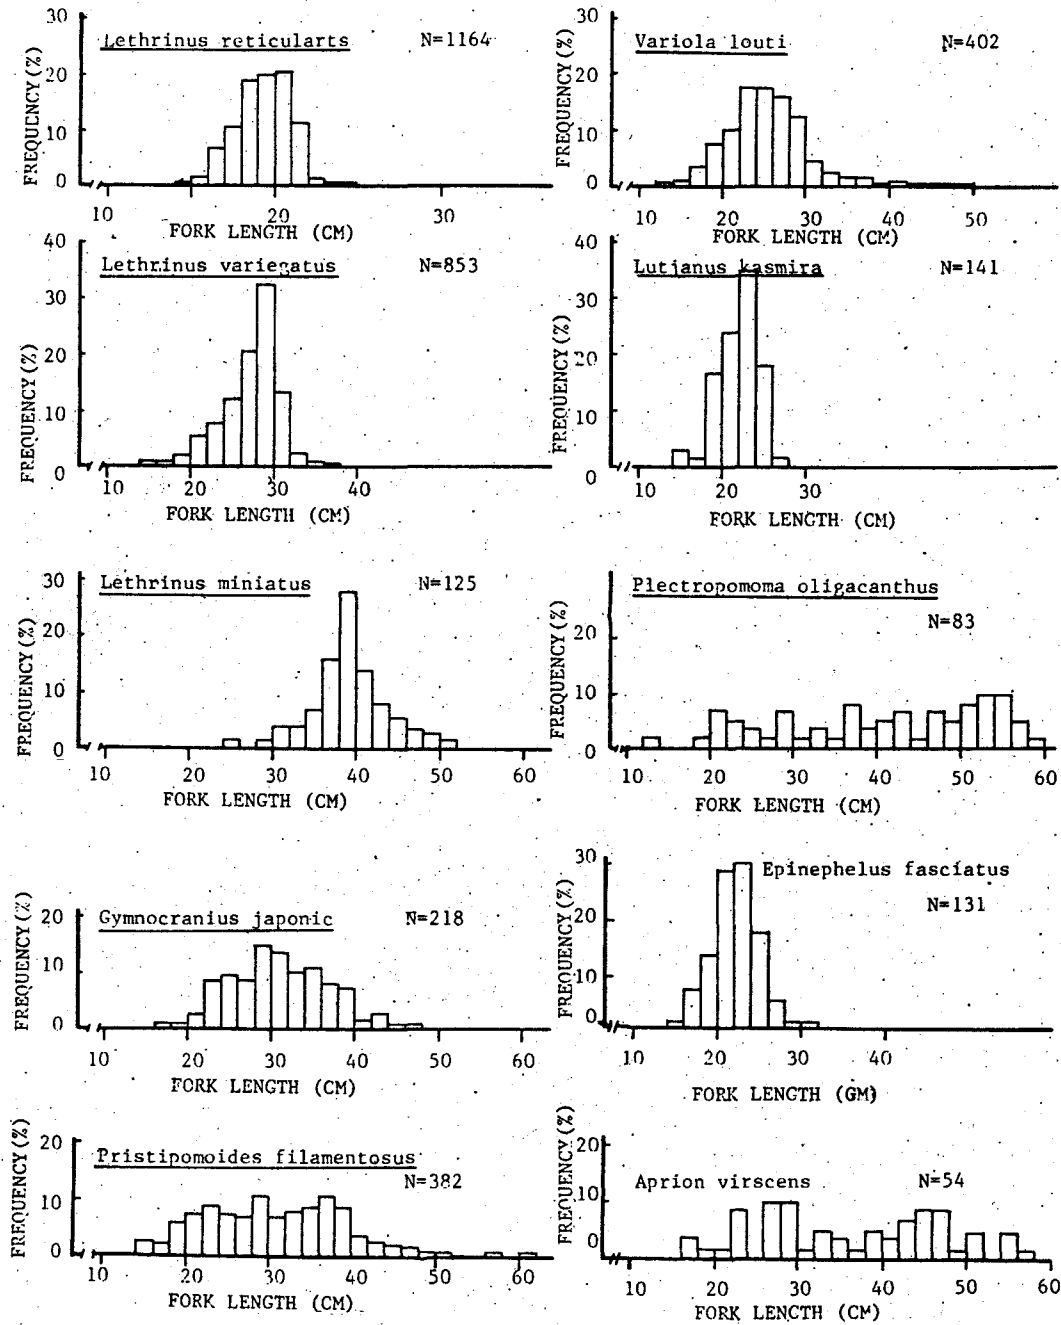 Lethrinus reticularts N=1164
FREQUENCY(%)
30
20
10
0
10 20 30
FORK LENGTH (CM)
Variola louti N=402
FREQUENCY(%)
30
20
10
0
10 20 30 50
FORK LENGTH (CM)
Lethrinus variegatus N=853
FREQUENCY(%)
40
30
20
10
0
10 20 30 40
FORK LENGTH (CM)
Lutjanus kasmira N=141
FREQUENCY(%)
40
30
20
10
0
10 20 30
FORK LENGTH (CM)
Lethrinus miniatus N=125
FREQUENCY(%)
30
20
10
0
10 20 30 40 50 60
FORK LENGTH (CM)
Plectropomoma oligacanthus
N=83
FREQUENCY(%)
20
10
0
10 20 30 40 50 60
FORK LENGTH (CM)
Gymnocranius japonic N=218
FREQUENCY(%)
20
10
0
10 20 30 40 50 60
FORK LENGTH (CM)
Epinephelus fasciatus
N=131
FREQUENCY(%)
30
20
10
0
10 20 30 40
FORK LENGTH (GM)
Pristipomoides filamentosus
N=382
FREQUENCY(%)
20
10
0
10 20 30 40 50 60
FORK LENGTH (CM)
Aprion virscens N=54
FREQUENCY(%)
20
10
0
10 20 30 40 50 60
FORK LENGTH (CM)